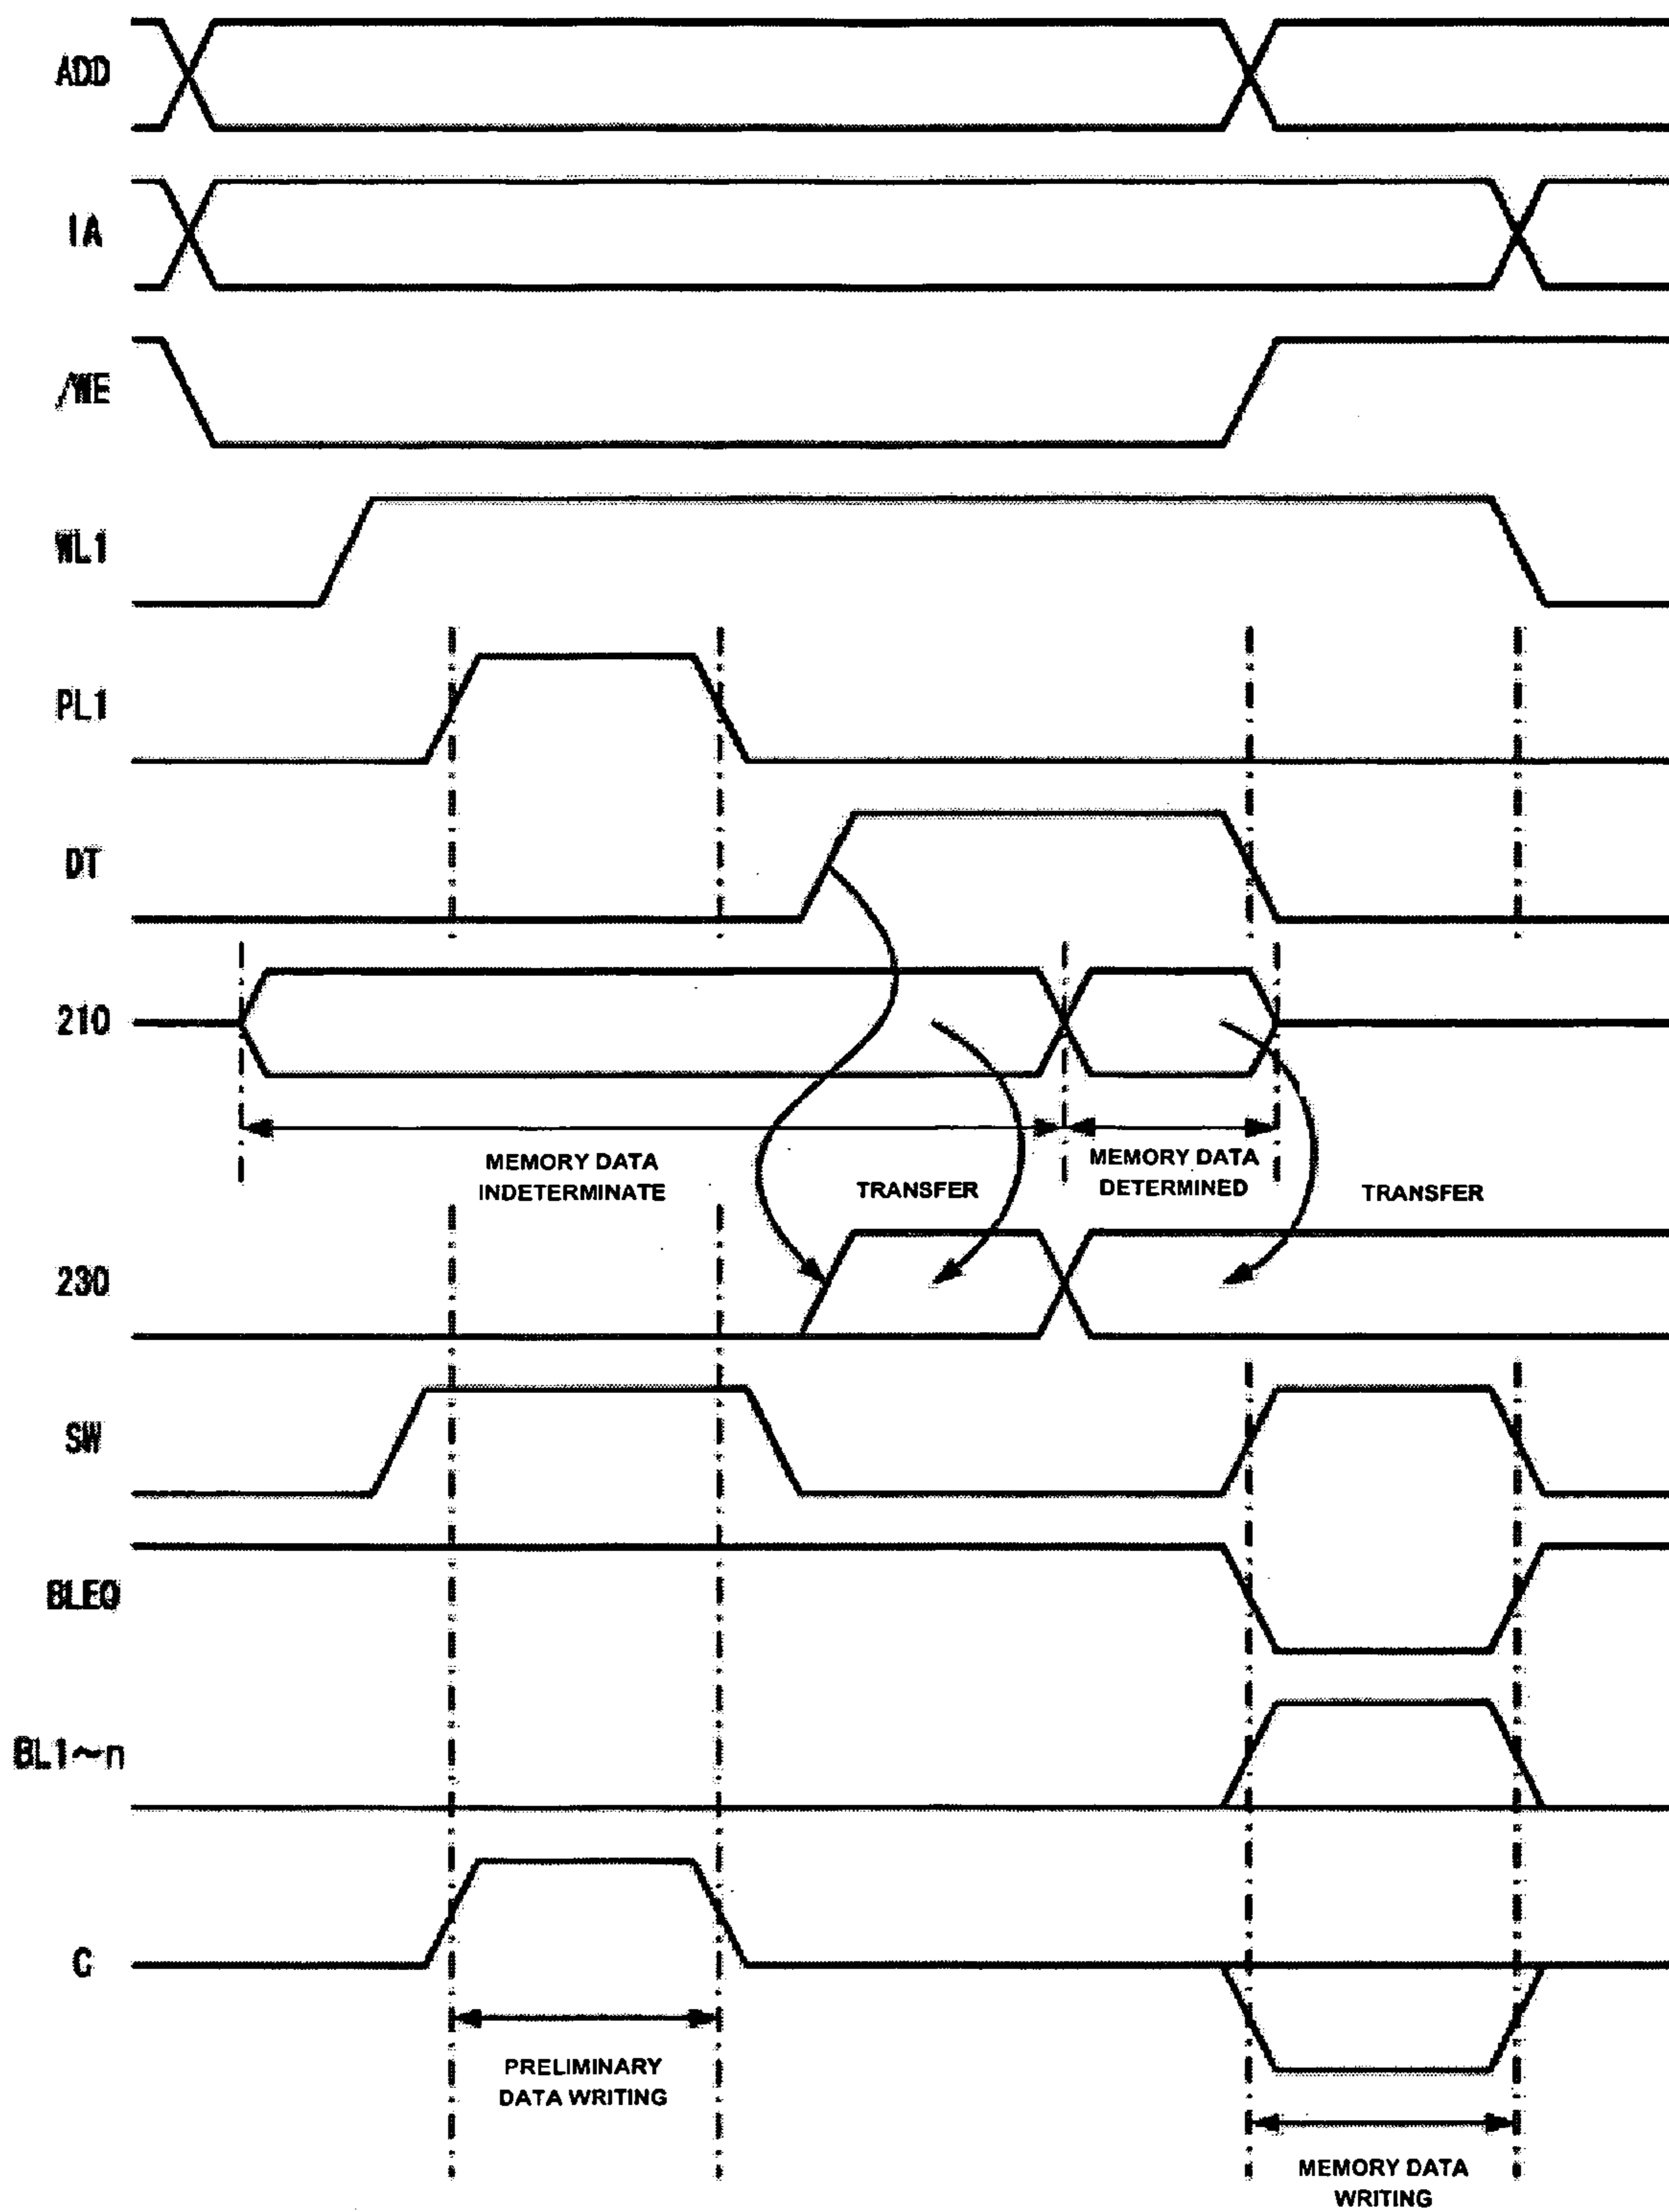 ADD
IA
/WE
WL1
PL1
DT
210
MEMORY DATA
INDETERMINATE
TRANSFER
MEMORY DATA
DETERMINED
TRANSFER
230
SW
BLEQ
BL1~n
C
PRELIMINARY
DATA WRITING
MEMORY DATA
WRITING